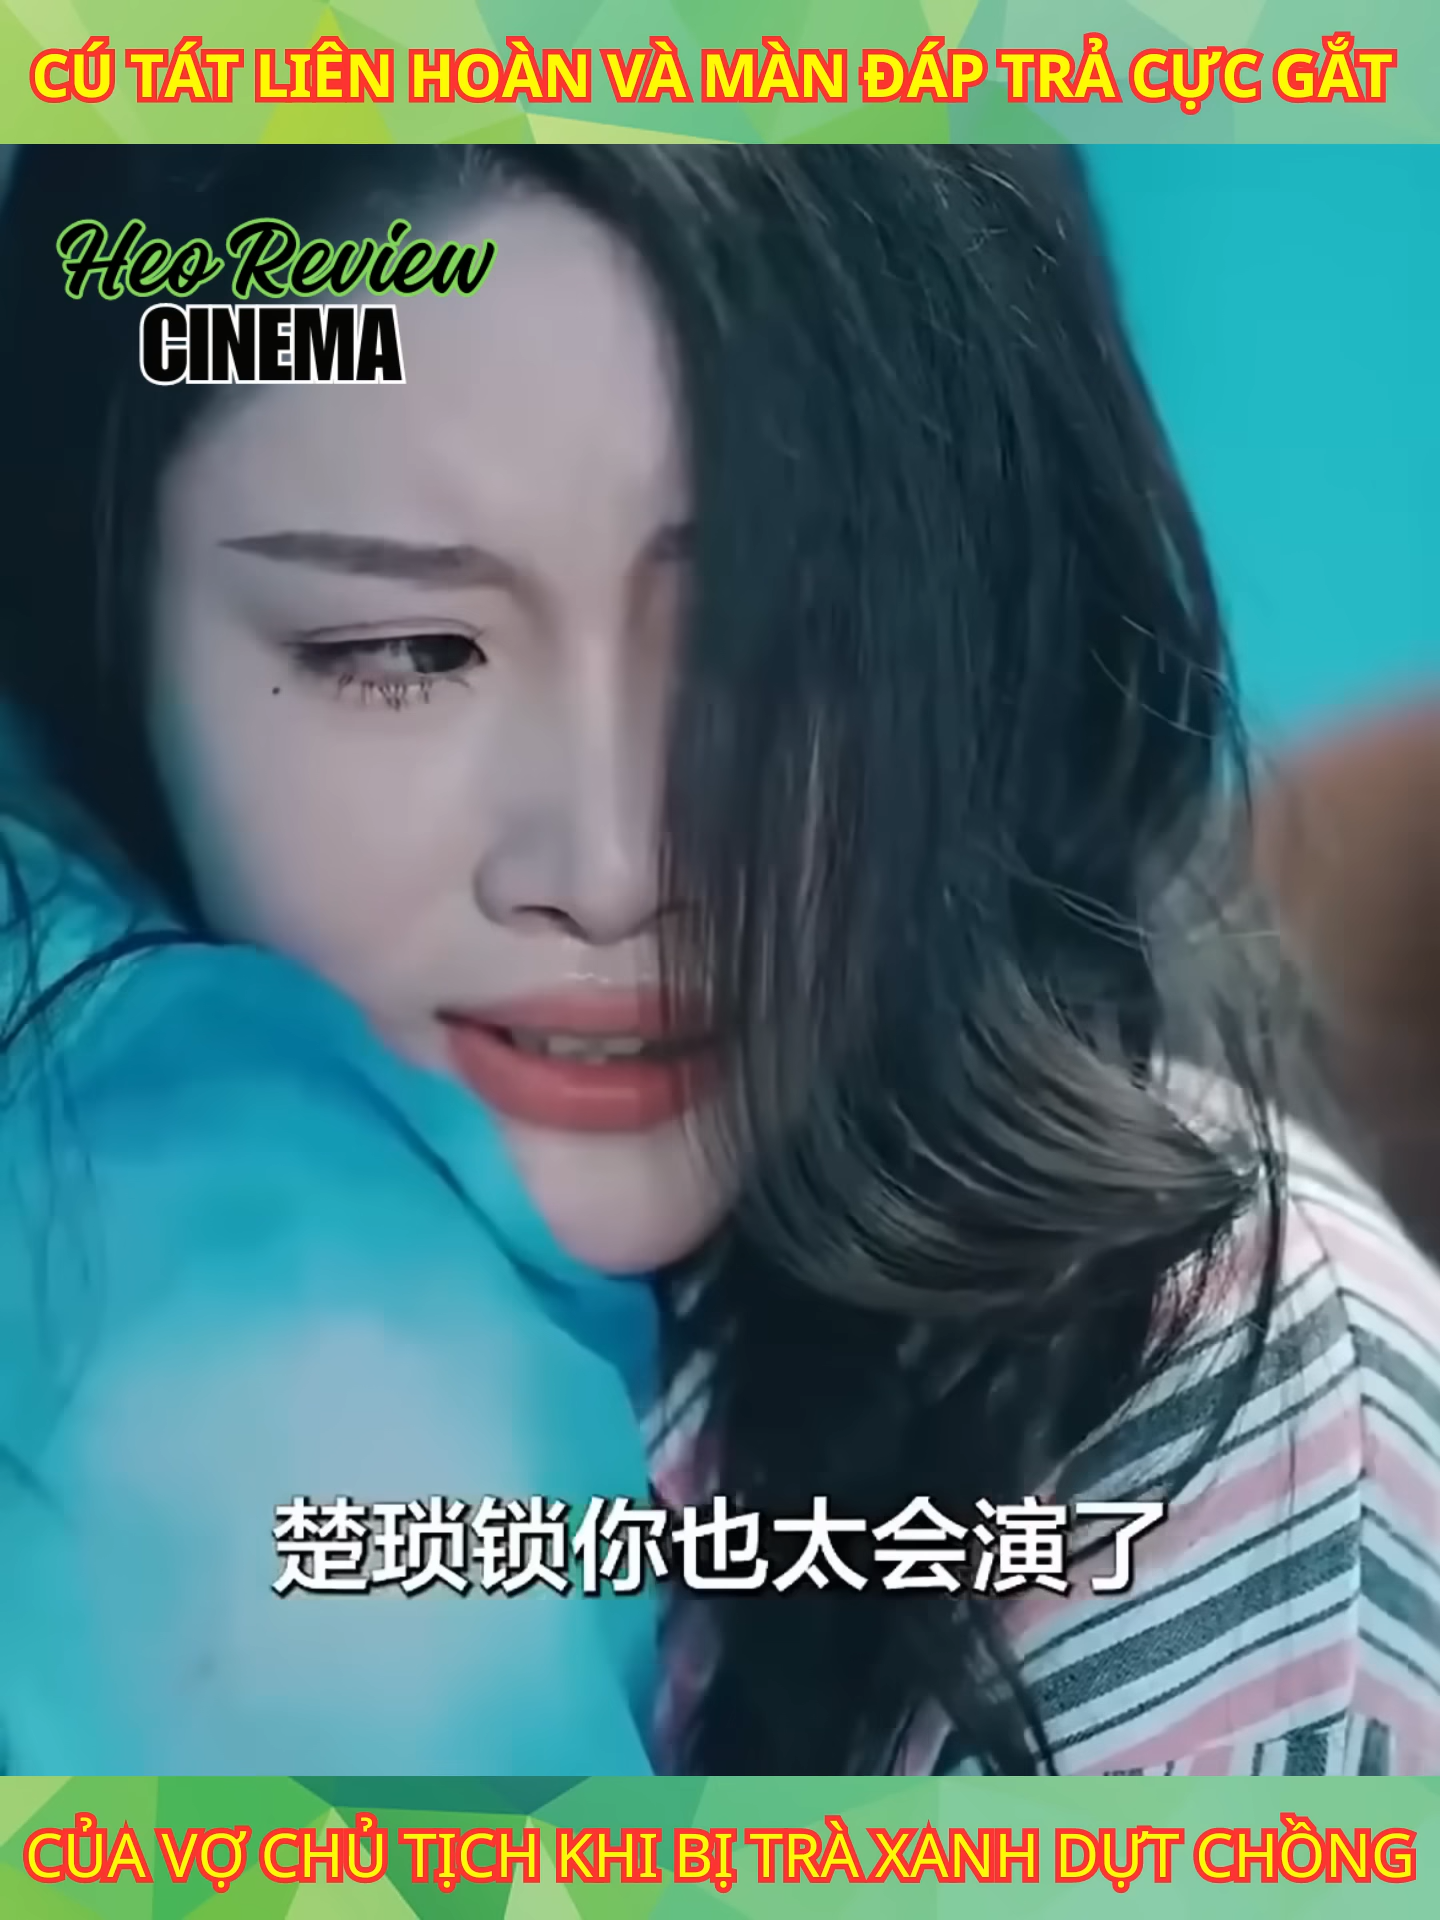 CÚ TÁT LIÊN HOÀN VÀ MÀN ĐÁP TRẢ CỰC GẮT
Heo Review
CINEMA
楚琐锁你也太会演了
CỦA VỢ CHỦ TỊCH KHI BỊ TRÀ XANH DỰT CHỒNG